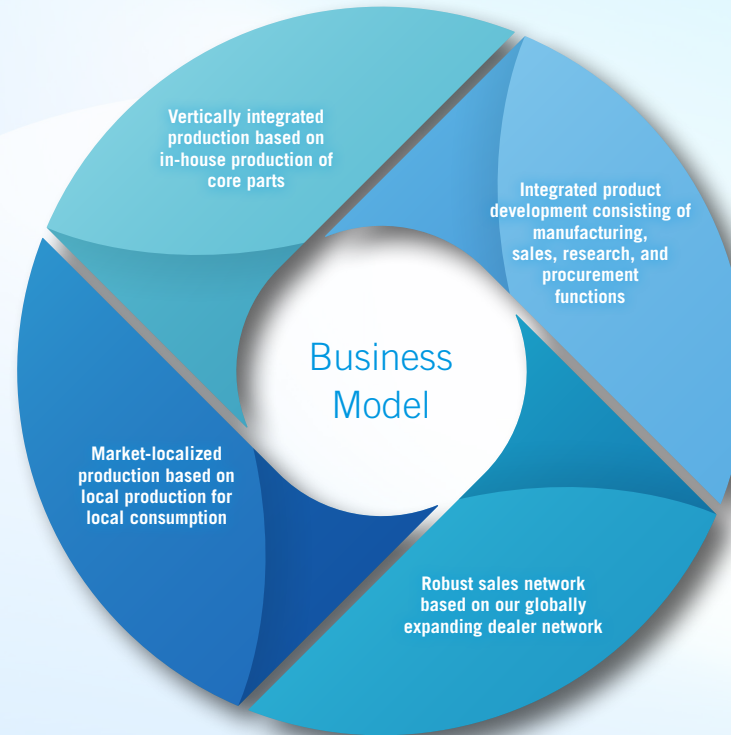 Vertically integrated
production based on
in-house production of
core parts
Integrated product
development consisting of
manufacturing,
sales, research, and
procurement
functions
Business
Model
Market-localized
production based on
local production for
local consumption
Robust sales network
based on our globally
expanding dealer network